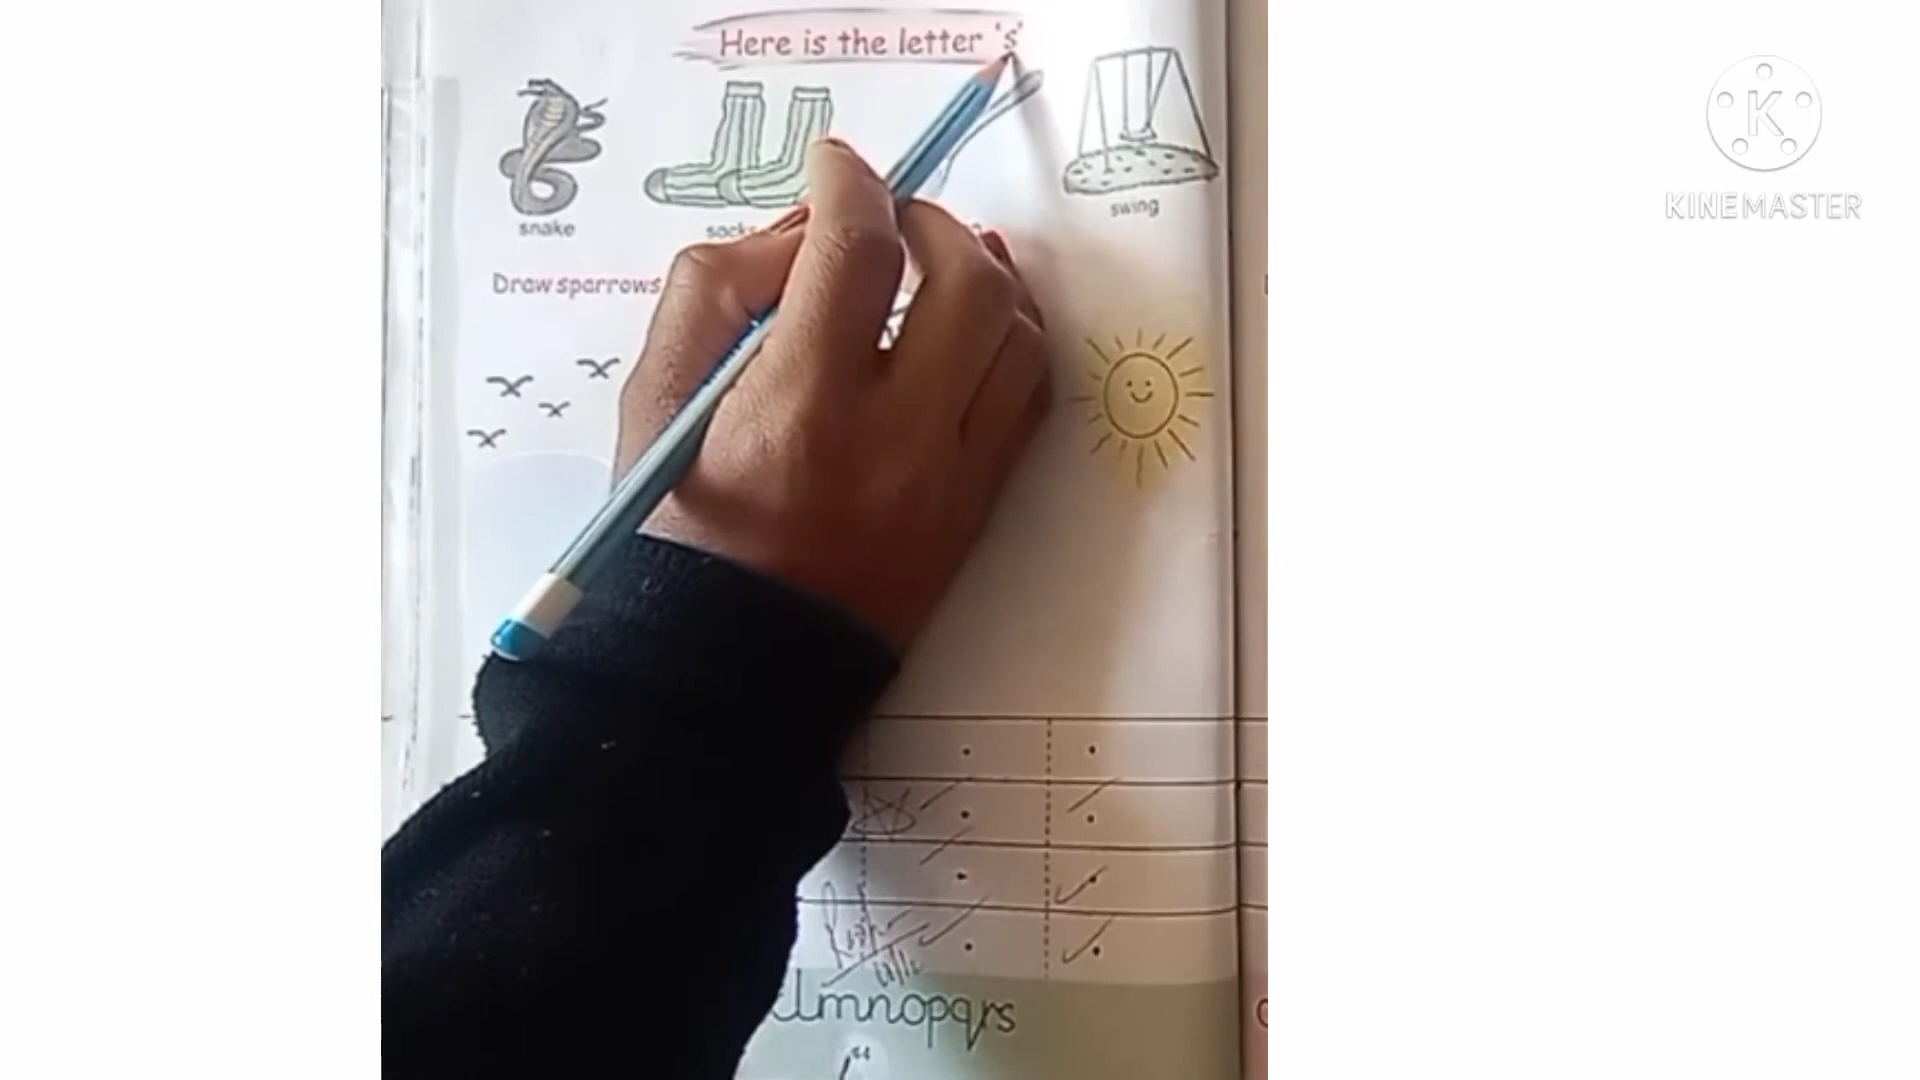 Here is the letter 's'
snake
socks
swing
Draw sparrows
lmnopqrs
K
KINEMASTER